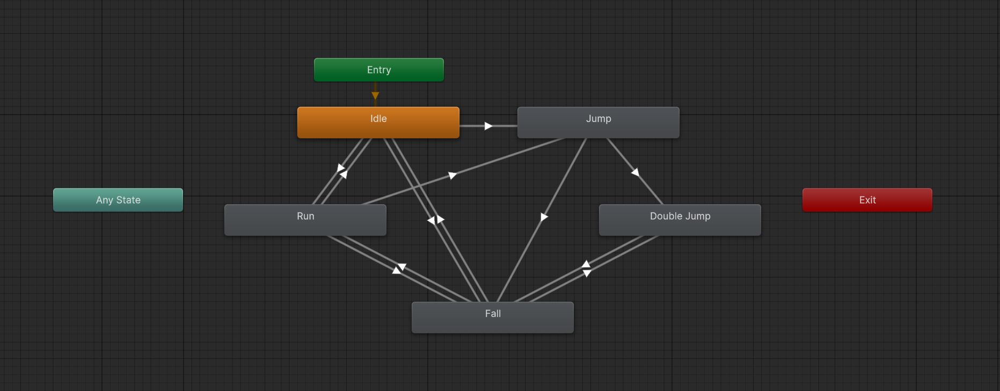 Entry
Idle
Jump
Any State
Exit
Run
Double Jump
Fall